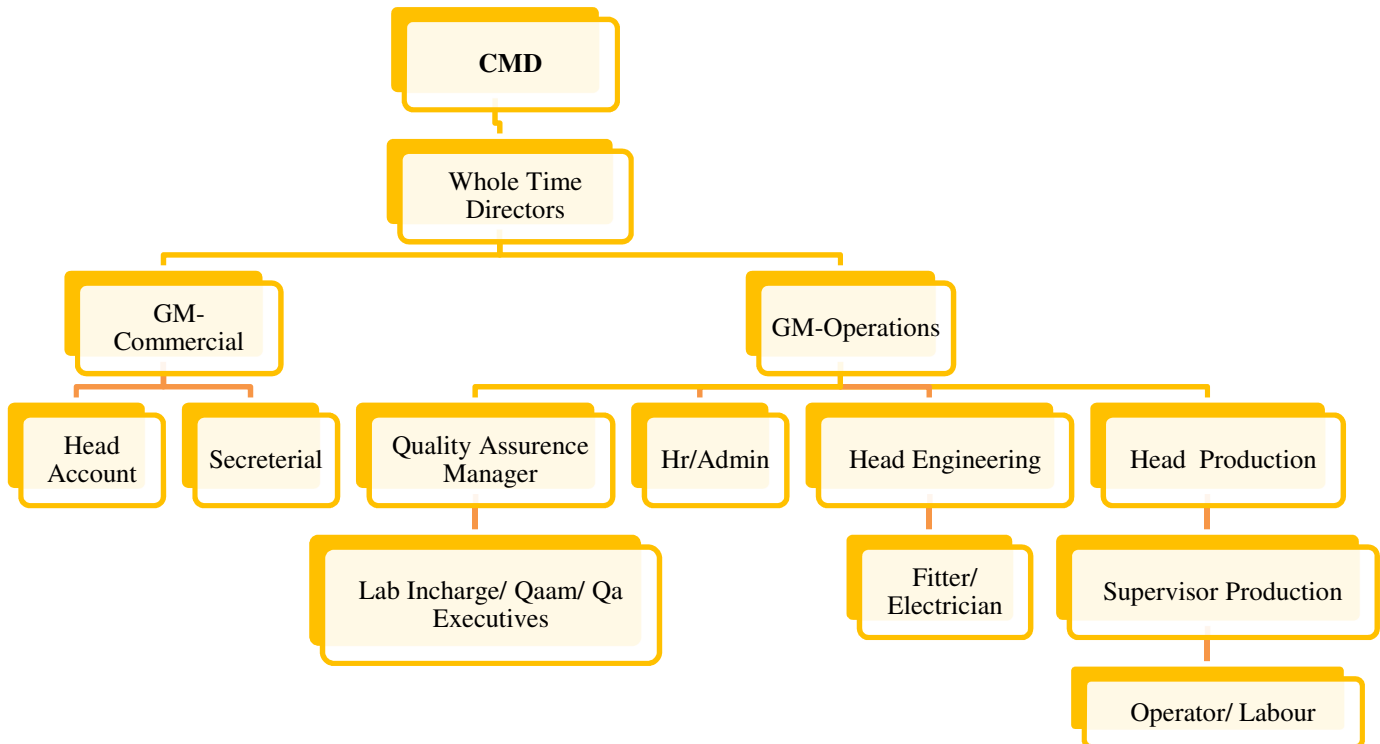 CMD
Whole Time
Directors
GM-
Commercial
GM-Operations
Head
Account
Secreterial
Quality Assurence
Manager
Hr/Admin
Head Engineering
Head Production
Lab Incharge/ Qaam/ Qa
Executives
Fitter/
Electrician
Supervisor Production
Operator/ Labour